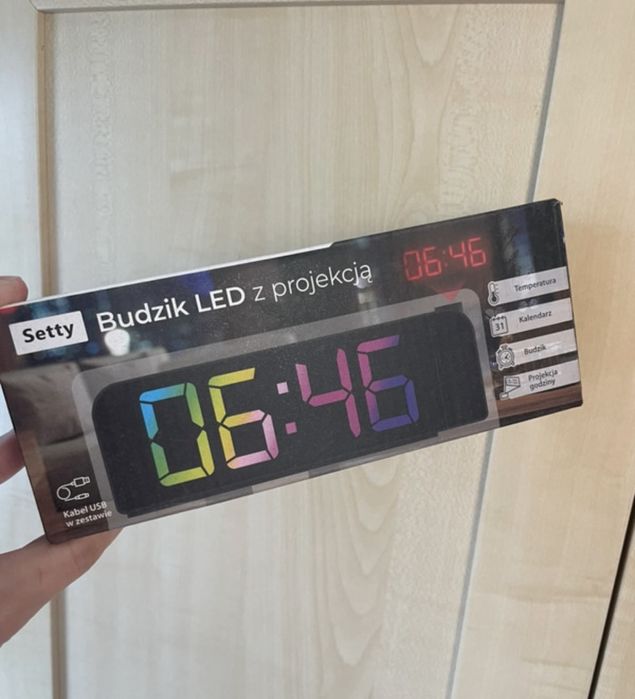 Setty
Budzik LED z projekcją
06:46
06:46
Temperatura
31
Kalendarz
Budzik
Projekcja
godziny
Kabel USB
w zestawie